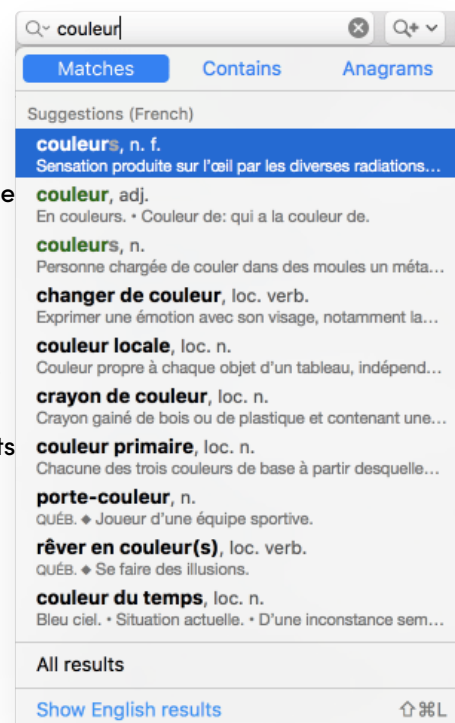 couleur
Matches Contains Anagrams
Suggestions (French)
couleurs, n. f.
Sensation produite sur l’œil par les diverses radiations…
e
couleur, adj.
En couleurs. • Couleur de: qui a la couleur de.
couleurs, n.
Personne chargée de couler dans des moules un méta…
changer de couleur, loc. verb.
Exprimer une émotion avec son visage, notamment la…
couleur locale, loc. n.
Couleur propre à chaque objet d’un tableau, indépend…
crayon de couleur, loc. n.
Crayon gainé de bois ou de plastique et contenant une…
ts
couleur primaire, loc. n.
Chacune des trois couleurs de base à partir desquelle…
porte-couleur, n.
QUÉB. ◆ Joueur d’une équipe sportive.
rêver en couleur(s), loc. verb.
QUÉB. ◆ Se faire des illusions.
couleur du temps, loc. n.
Bleu ciel. • Situation actuelle. • D’une inconstance sem…
All results
Show English results ⇧⌘L